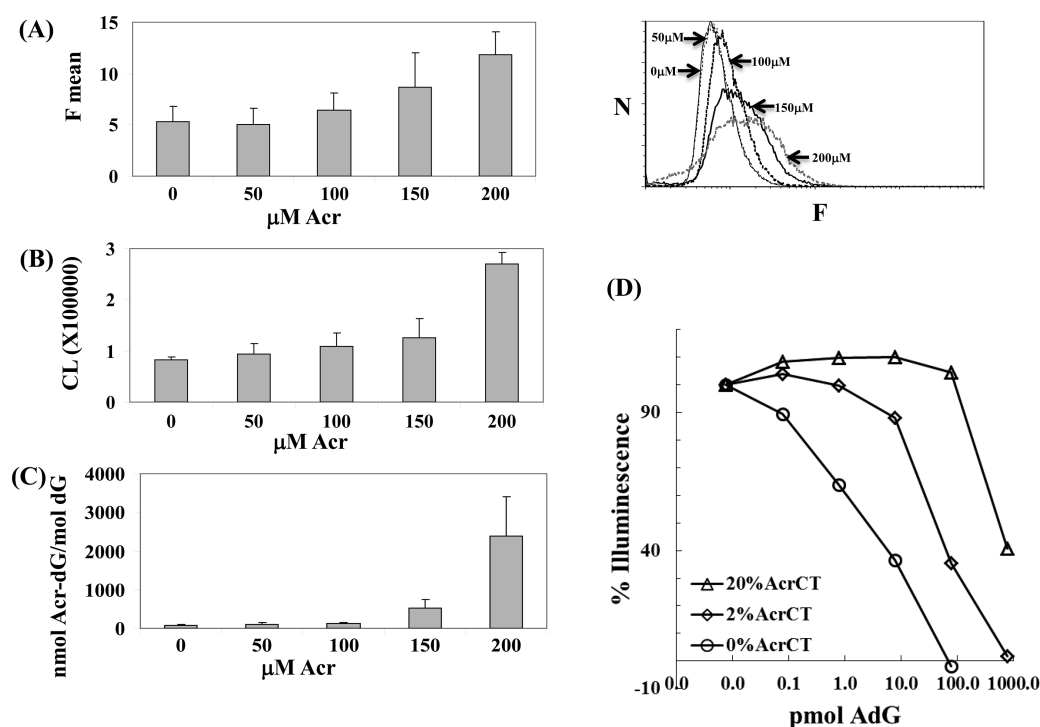 (A)
F mean
15
10
5
0
0 50 100 150 200
μM Acr
N
50μM
0μM
100μM
150μM
200μM
F
(B)
CL (X100000)
3
2
1
0
0 50 100 150 200
μM Acr
(C)
nmol Acr-dG/mol dG
4000
3000
2000
1000
0
0 50 100 150 200
μM Acr
(D)
% Illuminescence
90
40
-10
20%AcrCT
2%AcrCT
0%AcrCT
0.0 0.0 0.1 1.0 10.0 100.0 1000.0
pmol AdG